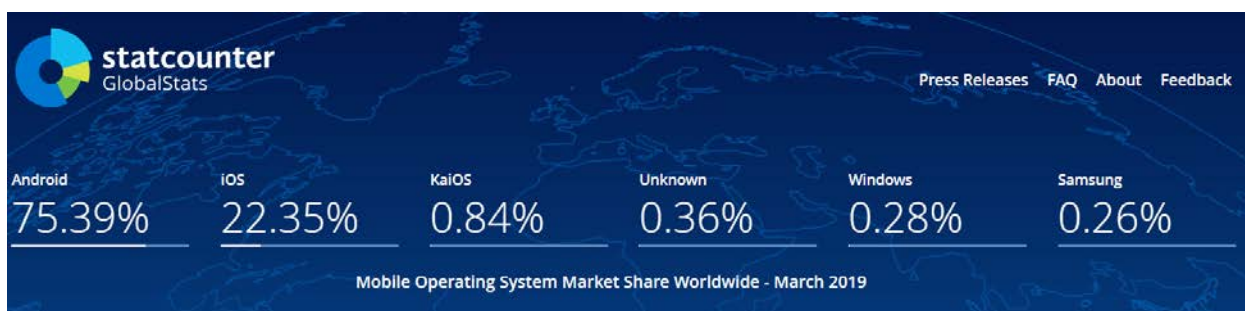 statcounter
GlobalStats
Press Releases FAQ About Feedback
Android iOS KaiOS Unknown Windows Samsung
75.39% 22.35% 0.84% 0.36% 0.28% 0.26%
Mobile Operating System Market Share Worldwide - March 2019